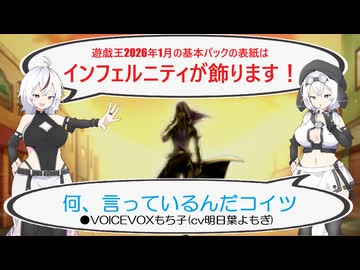 遊戯王2026年1月の基本パックの表紙は
インフェルニティが飾ります！
何、言っているんだコイツ
●VOICEVOXもち子(cv明日葉よもぎ)